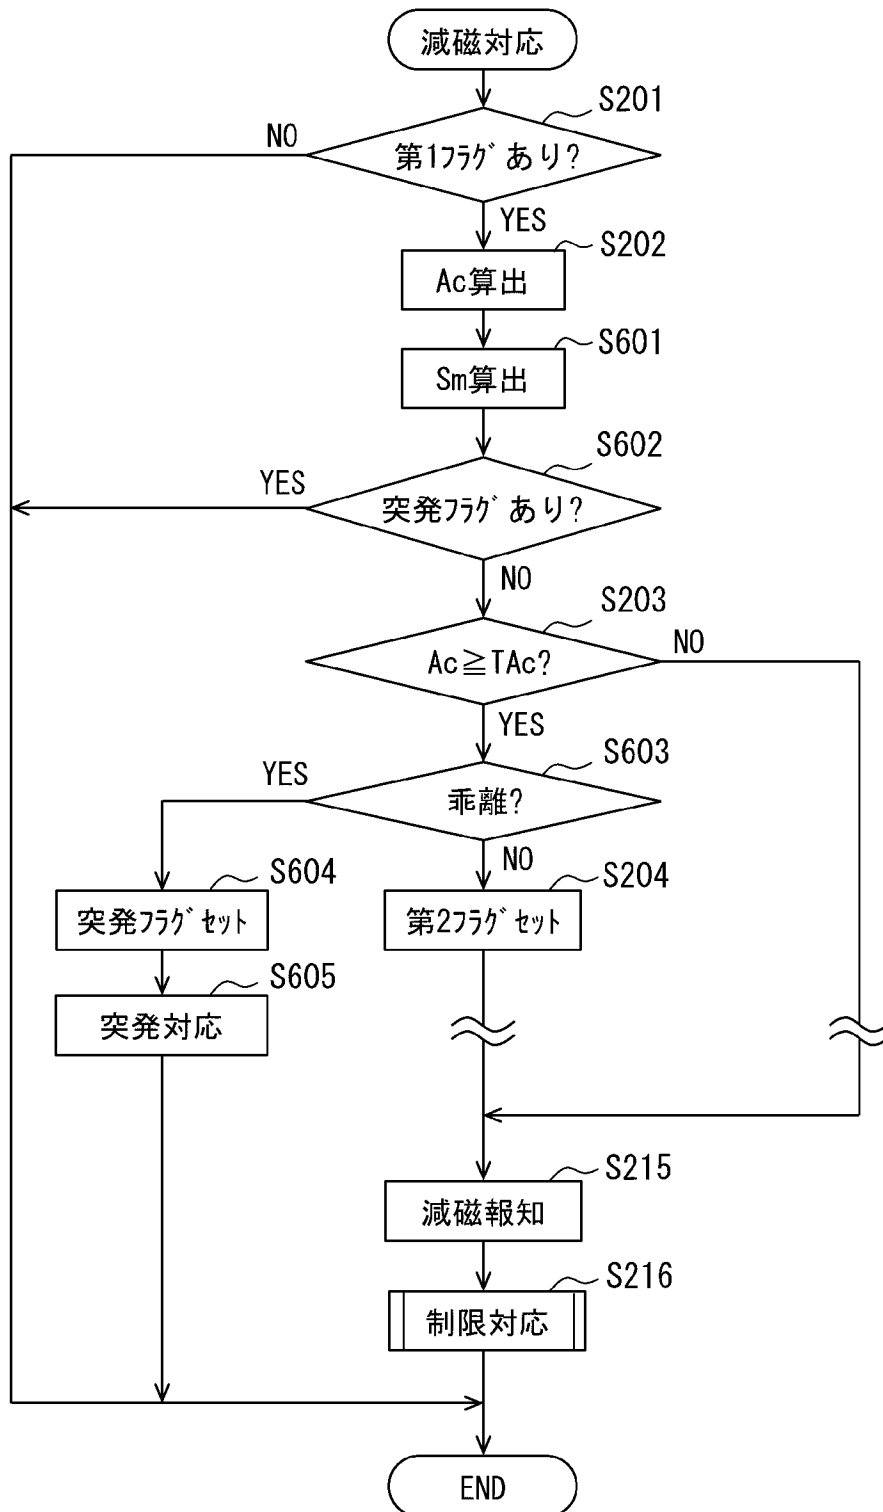 減磁対応
S201
NO
第1ﾌﾗｸﾞあり?
YES
S202
Ac算出
S601
Sm算出
S602
YES
突発ﾌﾗｸﾞあり?
NO
S203
NO
Ac≧TAc?
YES
S603
YES
乖離?
NO
S604
S204
突発ﾌﾗｸﾞｾｯﾄ
第2ﾌﾗｸﾞｾｯﾄ
S605
突発対応
S215
減磁報知
S216
制限対応
END